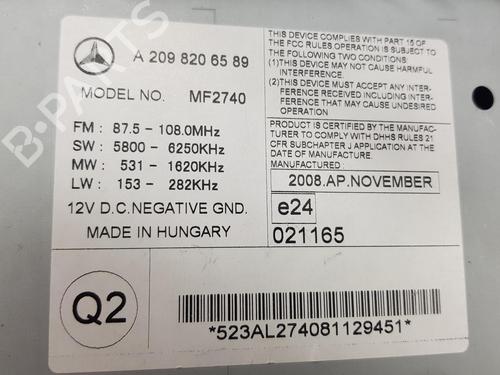 A 209 820 65 89
MODEL NO. MF2740
FM : 87.5 - 108.0MHz
SW : 5800 - 6250KHz
MW : 531 - 1620KHz
LW : 153 - 282KHz
12V D.C. NEGATIVE GND.
MADE IN HUNGARY
THIS DEVICE COMPLIES WITH PART 15 OF
THE FCC RULES OPERATION IS SUBJECT TO
THE FOLLOWING TWO CONDITIONS:
(1)THIS DEVICE MAY NOT CAUSE HARMFUL
INTERFERENCE.
(2)THIS DEVICE MUST ACCEPT ANY INTER-
FERENCE RECEIVED INCLUDING INTER-
FERENCE THAT MAY CAUSE UNDESIRED
OPERATION
PRODUCT IS CERTIFIED BY THE MANUFAC-
TURER TO COMPLY WITH DHHS RULES 21
CFR SUBCHAPTER J APPLICATION AT DATE
MANUFACTURED.
MANUFACTURED
2008.AP.NOVEMBER
e24
021165
Q2
*523AL274081129451*
B-PARTS